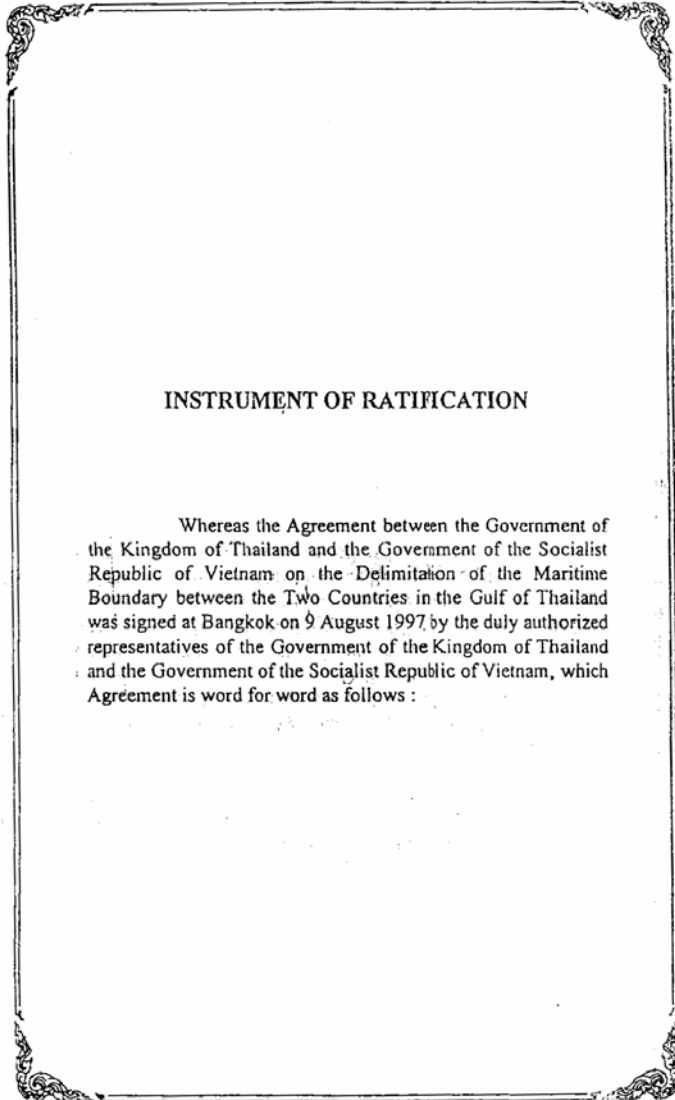 INSTRUMENT OF RATIFICATION
Whereas the Agreement between the Government of
the Kingdom of Thailand and the Government of the Socialist
Republic of Vietnam on the Delimitation of the Maritime
Boundary between the Two Countries in the Gulf of Thailand
was signed at Bangkok on 9 August 1997 by the duly authorized
representatives of the Government of the Kingdom of Thailand
and the Government of the Socialist Republic of Vietnam, which
Agreement is word for word as follows :